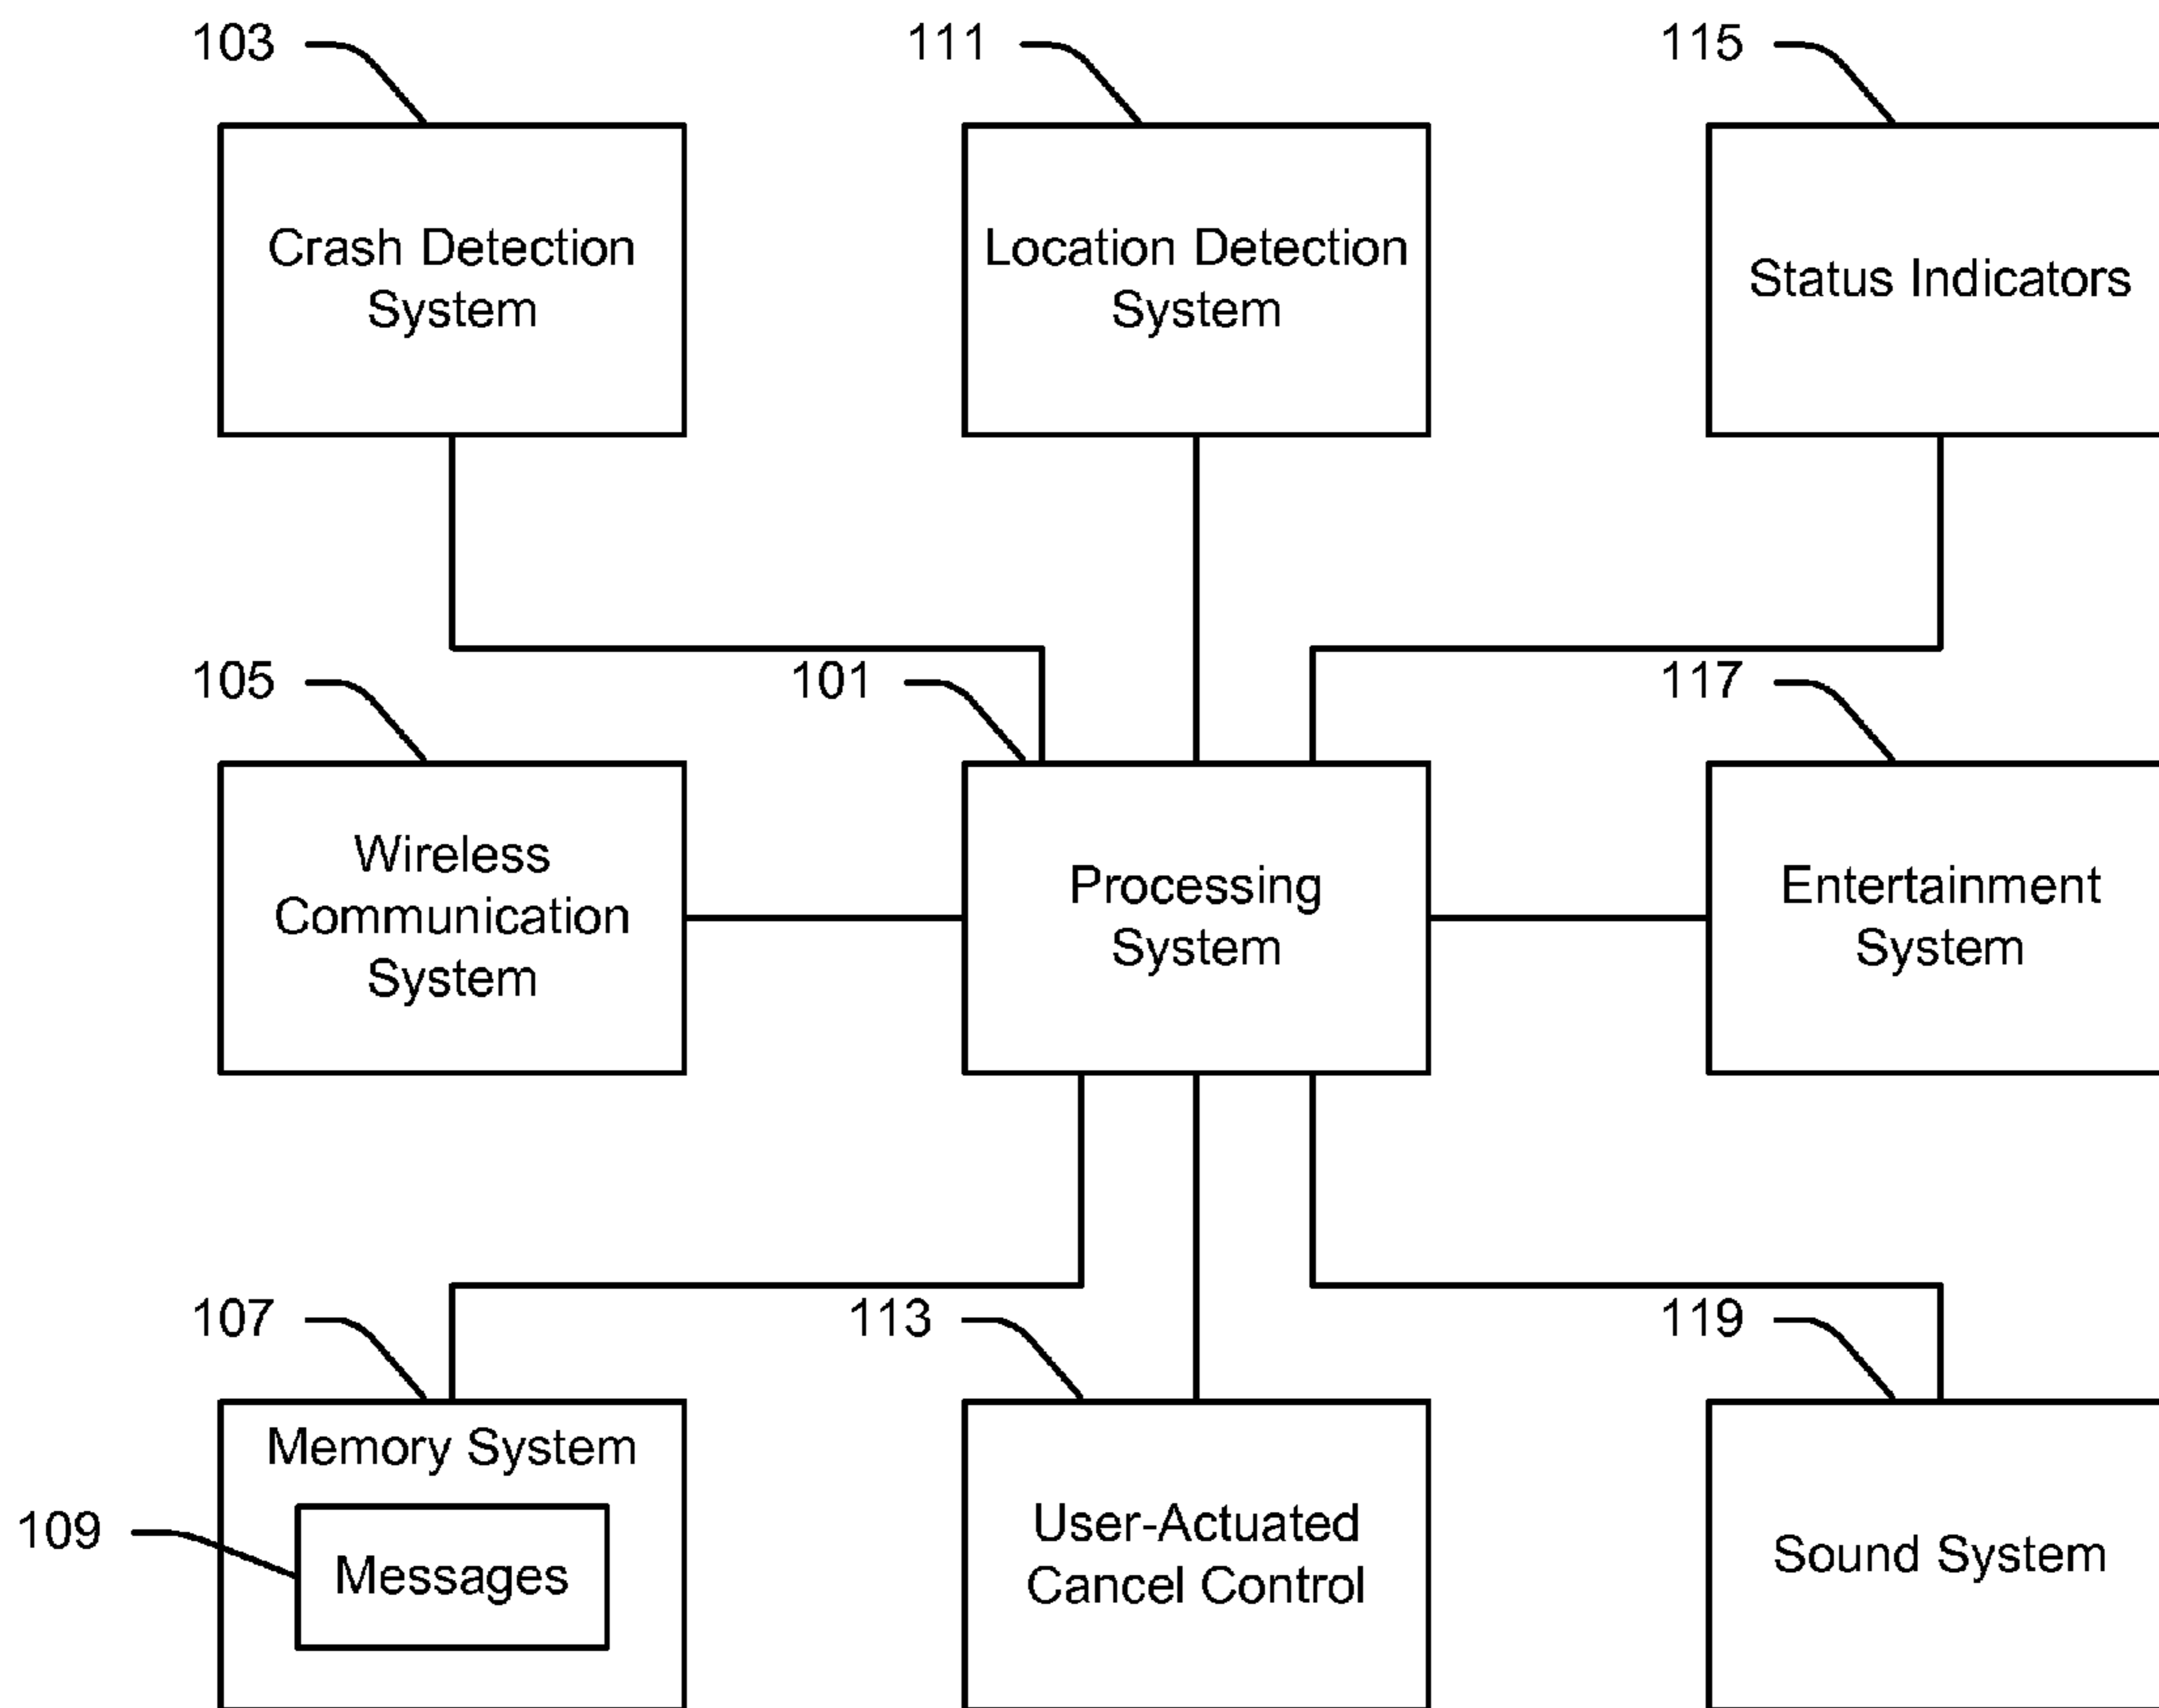 103
111
115
Crash Detection
System
Location Detection
System
Status Indicators
105
101
117
Wireless
Communication
System
Processing
System
Entertainment
System
107
113
119
Memory System
109
Messages
User-Actuated
Cancel Control
Sound System